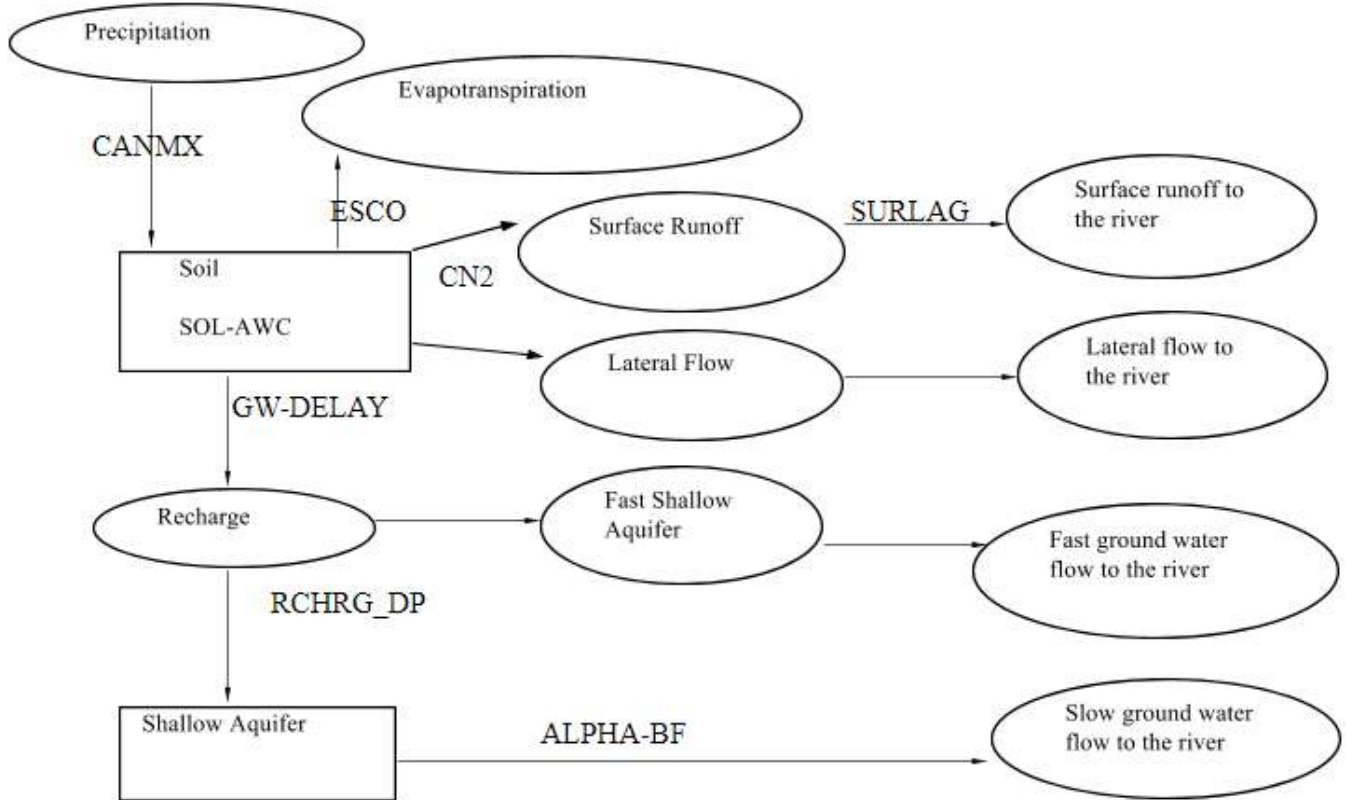 Precipitation
Evapotranspiration
CANMX
ESCO
Surface Runoff
SURLAG
Surface runoff to
the river
Soil
SOL-AWC
CN2
Lateral Flow
Lateral flow to
the river
GW-DELAY
Recharge
Fast Shallow
Aquifer
Fast ground water
flow to the river
RCHRG_DP
Shallow Aquifer
ALPHA-BF
Slow ground water
flow to the river